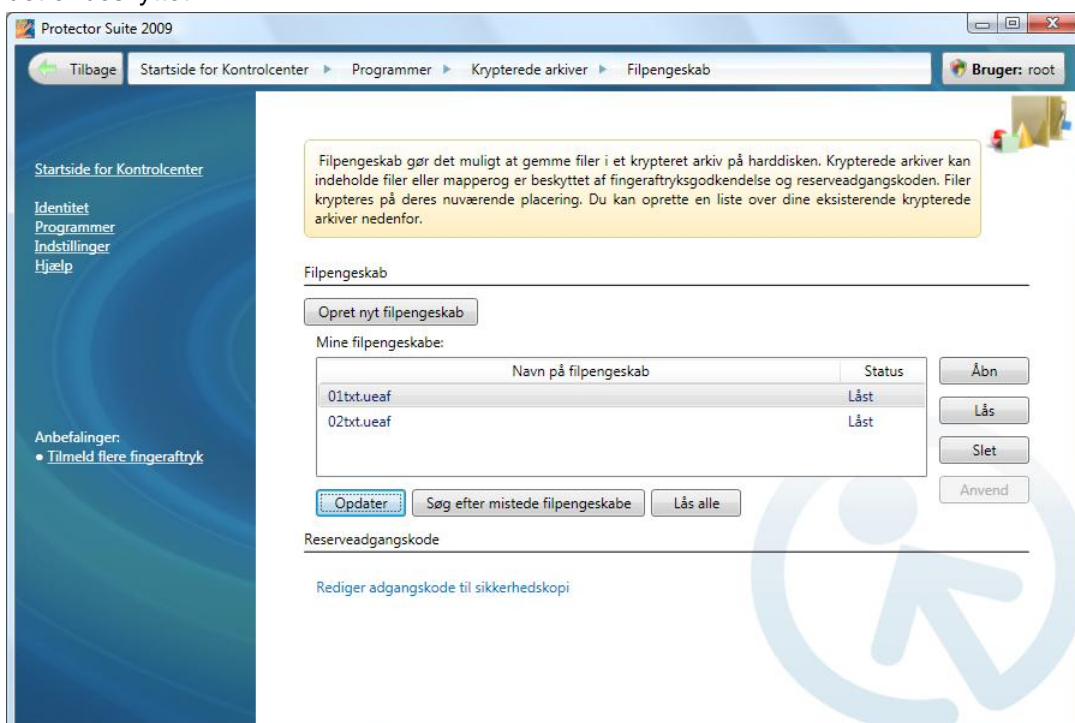 Protector Suite 2009
Tilbage
Startside for Kontrolcenter
Programmer
Krypterede arkiver
Filpengeskab
Bruger: root
Startside for Kontrolcenter
Identitet
Programmer
Indstillinger
Hjælp
Anbefalinger:
• Tilmeld flere fingeraftryk
Filpengeskab gør det muligt at gemme filer i et krypteret arkiv på harddisken. Krypterede arkiver kan
indeholde filer eller mapperog er beskyttet af fingeraftryksgodkendelse og reserveadgangskoden. Filer
krypteres på deres nuværende placering. Du kan oprette en liste over dine eksisterende krypterede
arkiver nedenfor.
Filpengeskab
Opret nyt filpengeskab
Mine filpengeskabe:
Navn på filpengeskab Status
01txt.ueaf Låst
02txt.ueaf Låst
Åbn
Lås
Slet
Anvend
Opdater
Søg efter mistede filpengeskabe
Lås alle
Reserveadgangskode
Rediger adgangskode til sikkerhedskopi